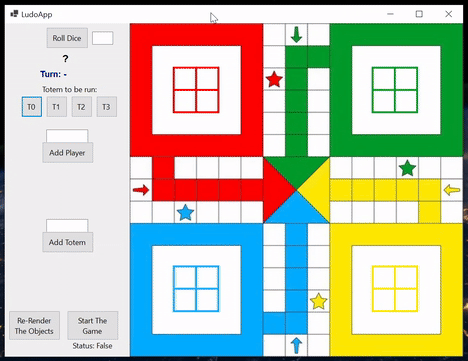 LudoApp
Roll Dice
?
Turn: -
Totem to be run:
T0 T1 T2 T3
Add Player
Add Totem
Re-Render
The Objects
Start The
Game
Status: False